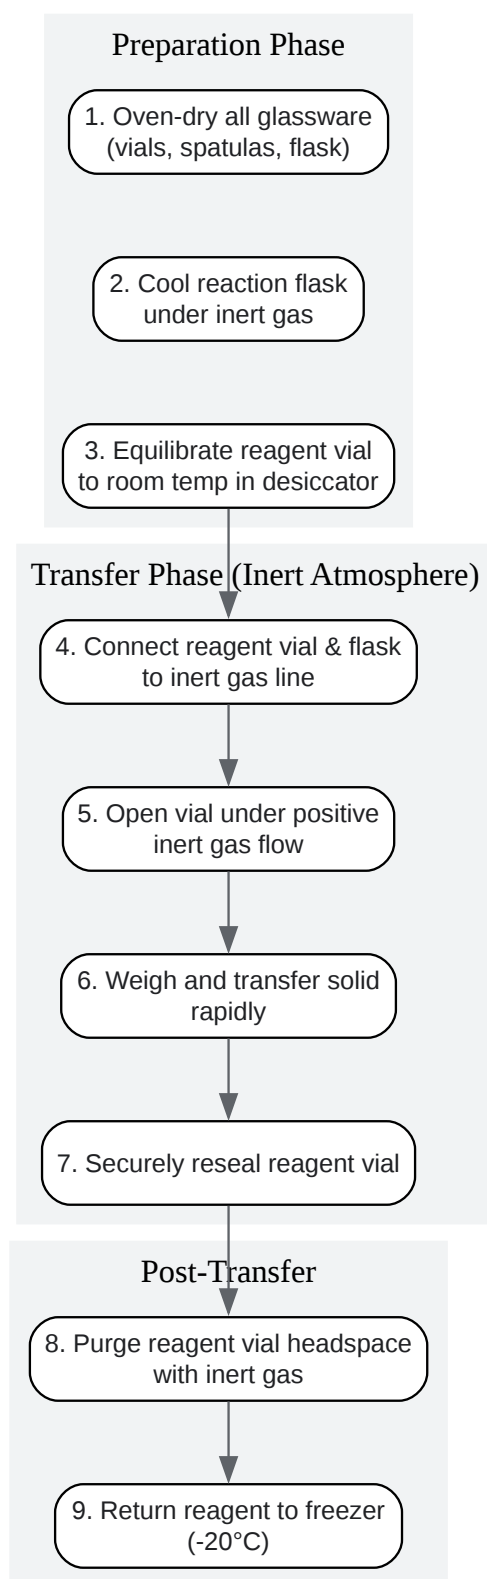 Preparation Phase
1. Oven-dry all glassware
(vials, spatulas, flask)
2. Cool reaction flask
under inert gas
3. Equilibrate reagent vial
to room temp in desiccator
Transfer Phase (Inert Atmosphere)
4. Connect reagent vial & flask
to inert gas line
5. Open vial under positive
inert gas flow
6. Weigh and transfer solid
rapidly
7. Securely reseal reagent vial
Post-Transfer
8. Purge reagent vial headspace
with inert gas
9. Return reagent to freezer
(-20°C)